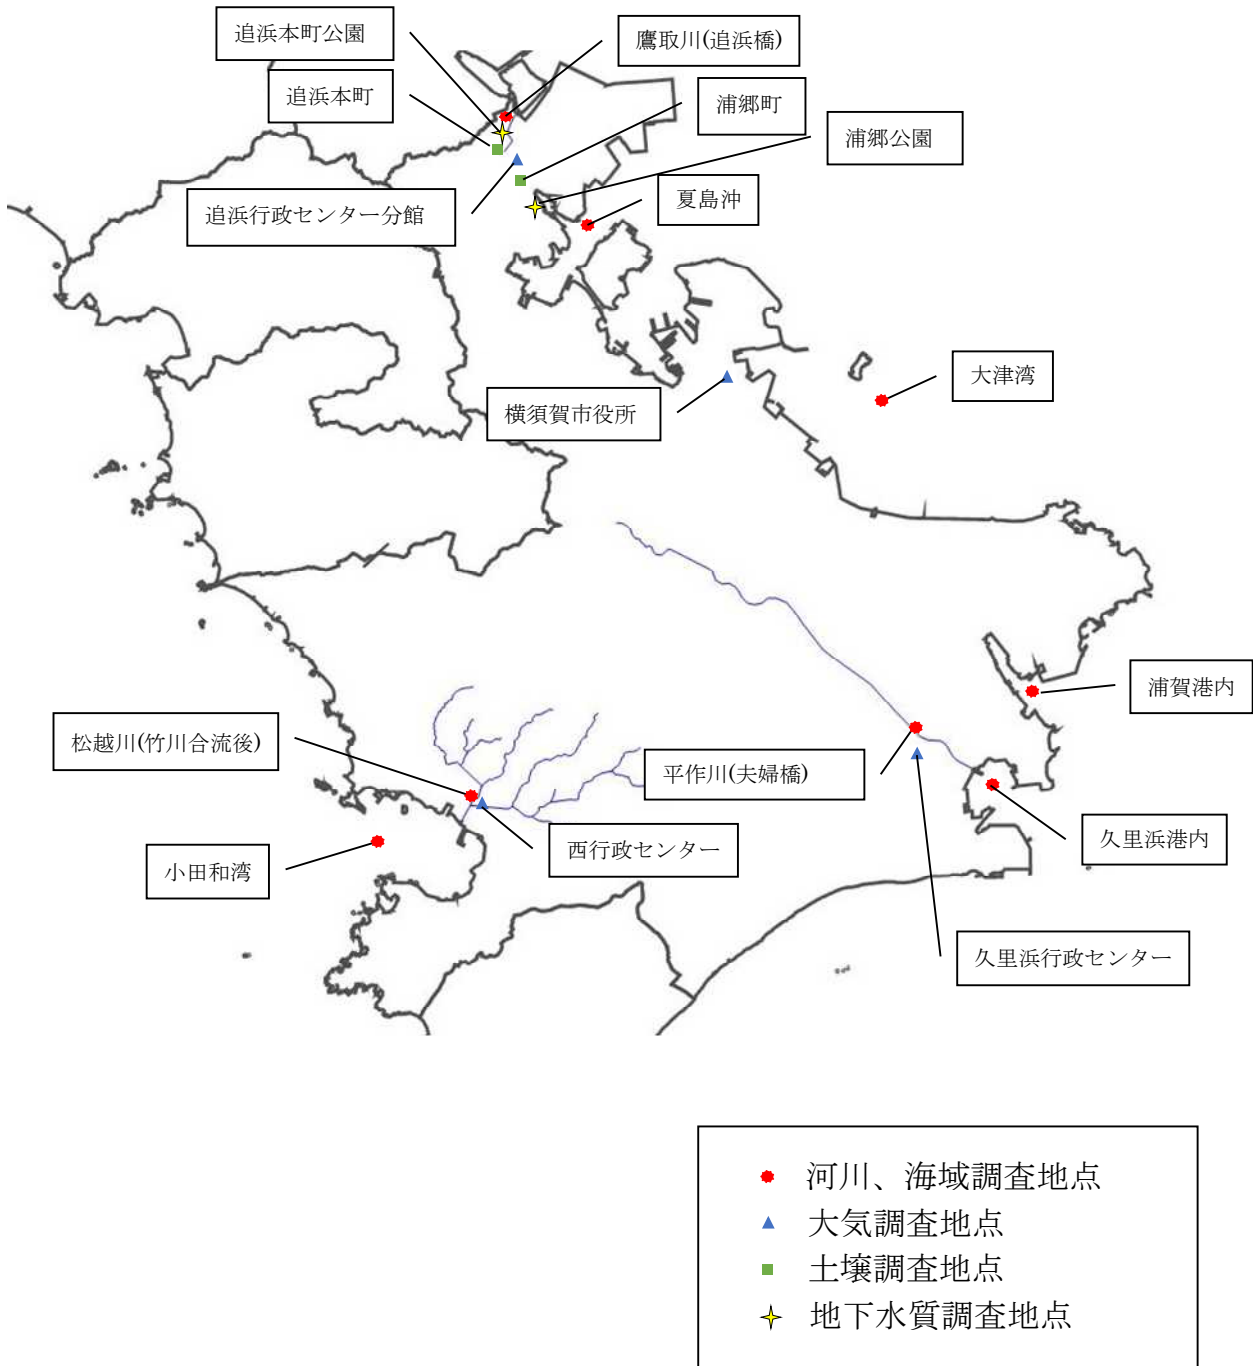 追浜本町公園
鷹取川(追浜橋)
追浜本町
浦郷町
浦郷公園
夏島沖
追浜行政センター分館
大津湾
横須賀市役所
浦賀港内
松越川(竹川合流後)
平作川(夫婦橋)
久里浜港内
西行政センター
小田和湾
久里浜行政センター
河川、海域調査地点
大気調査地点
土壌調査地点
地下水質調査地点